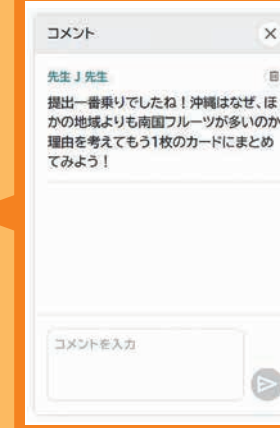 コメント
先生 J 先生
提出一番乗りでしたね！沖縄はなぜ、ほ
かの地域よりも南国フルーツが多いのか
理由を考えてもう1枚のカードにまとめ
てみよう！
コメントを入力